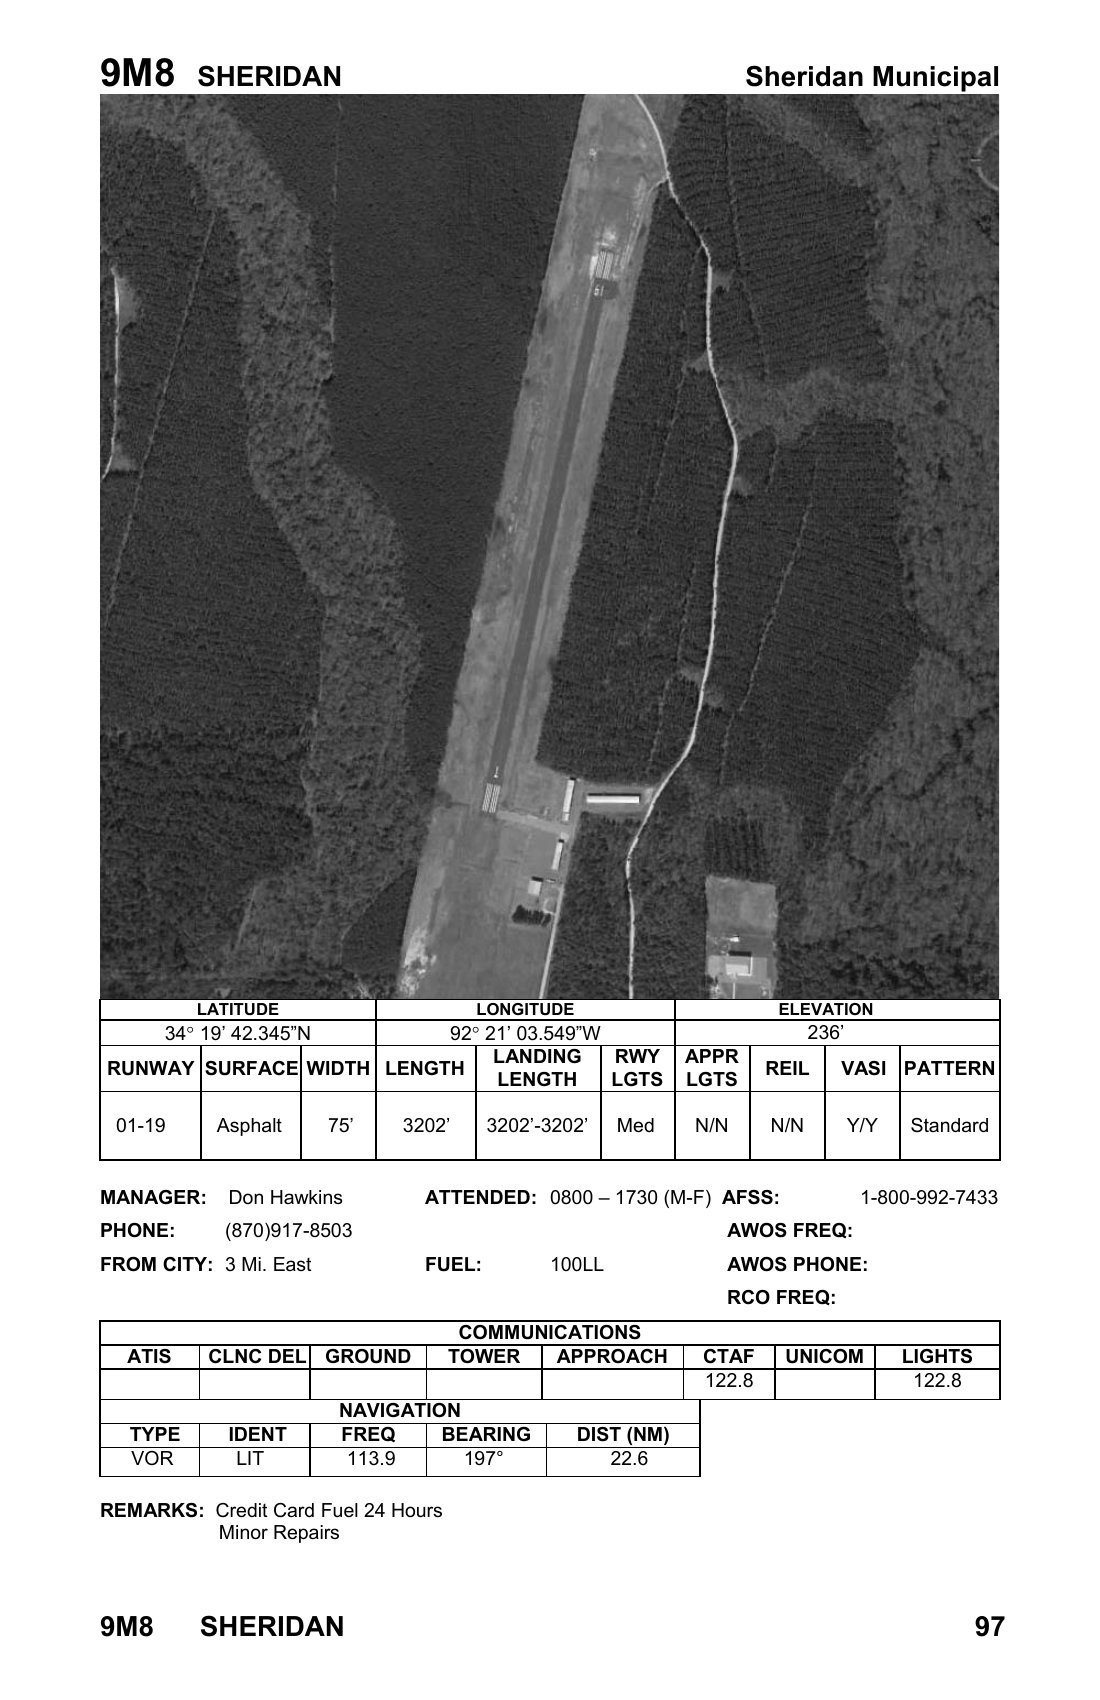 9M8 SHERIDAN Sheridan Municipal
LATITUDE LONGITUDE ELEVATION
34° 19’ 42.345”N 92° 21’ 03.549”W 236’
RUNWAY SURFACE WIDTH LENGTH LANDING LENGTH RWY LGTS APPR LGTS REIL VASI PATTERN
01-19 Asphalt 75’ 3202’ 3202’-3202’ Med N/N N/N Y/Y Standard
MANAGER: Don Hawkins ATTENDED: 0800 – 1730 (M-F) AFSS: 1-800-992-7433
PHONE: (870)917-8503 AWOS FREQ:
FROM CITY: 3 Mi. East FUEL: 100LL AWOS PHONE:
RCO FREQ:
COMMUNICATIONS
ATIS CLNC DEL GROUND TOWER APPROACH CTAF UNICOM LIGHTS
122.8 122.8
NAVIGATION
TYPE IDENT FREQ BEARING DIST (NM)
VOR LIT 113.9 197° 22.6
REMARKS: Credit Card Fuel 24 Hours
Minor Repairs
9M8 SHERIDAN 97